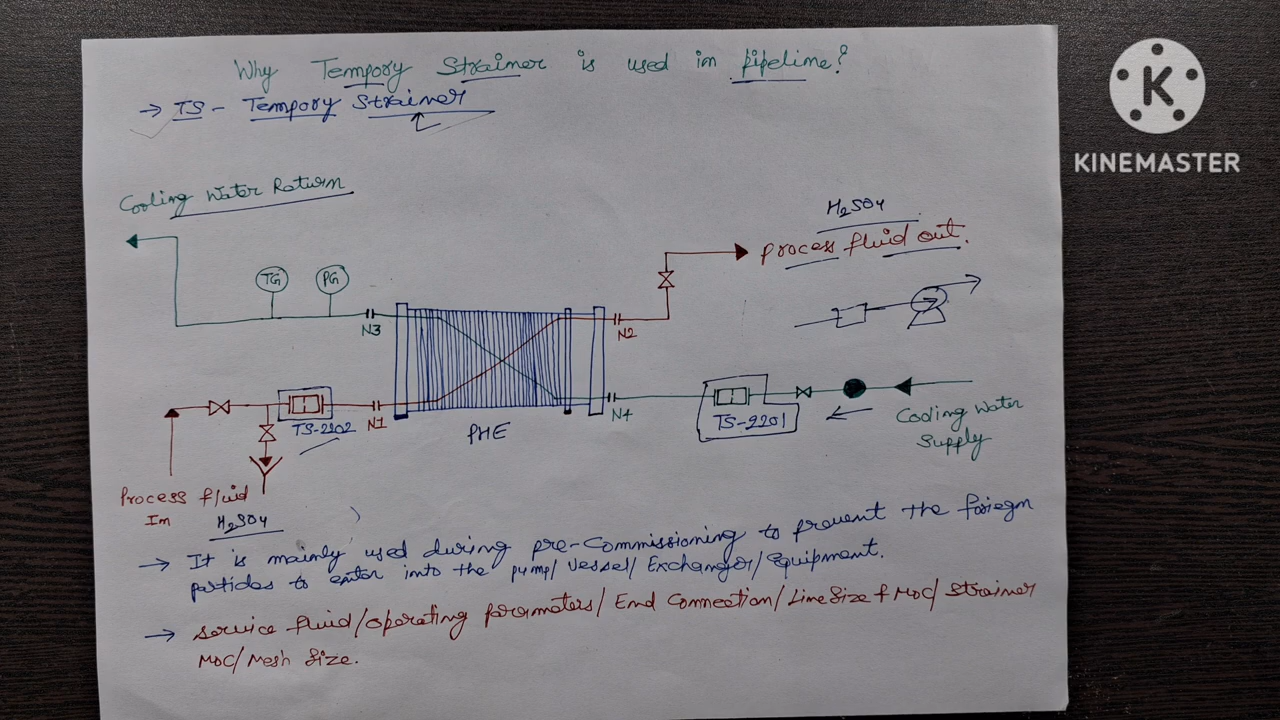 Why Tempory Strainer is used in pipeline?
→ TS - Tempory Strainer
K
KINEMASTER
Cooling Water Return
H2SO4
Process fluid out.
TG
PG
N3
N2
TS-2202
N1
PHE
N4
TS-2201
Cooling Water
Supply
Process fluid
In
H2SO4
→ It is mainly used during pre-Commissioning to prevent the foriegn
particles to enter into the pump/ Vessel/ Exchanger/ Equipment.
→ Service fluid/operating parameters/ End Connection/ Line Size & MOC/ Strainer
MOC/ Mesh Size.